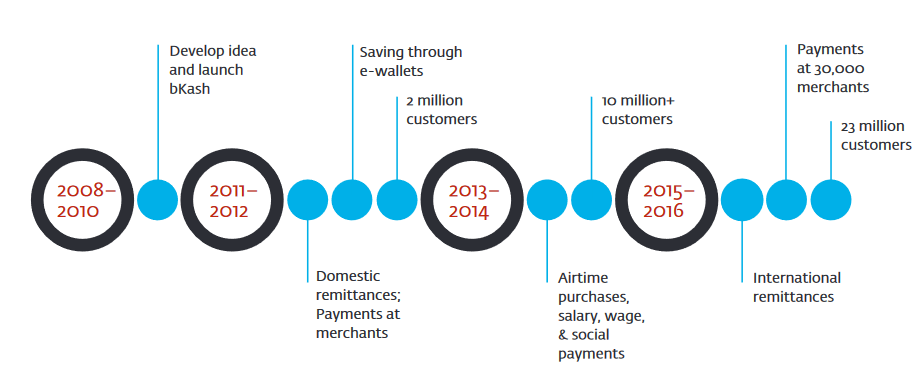 2008–
2010
Develop idea
and launch
bKash
2011–
2012
Domestic
remittances;
Payments at
merchants
Saving through
e-wallets
2 million
customers
2013–
2014
Airtime
purchases,
salary, wage,
& social
payments
10 million+
customers
2015–
2016
International
remittances
Payments
at 30,000
merchants
23 million
customers